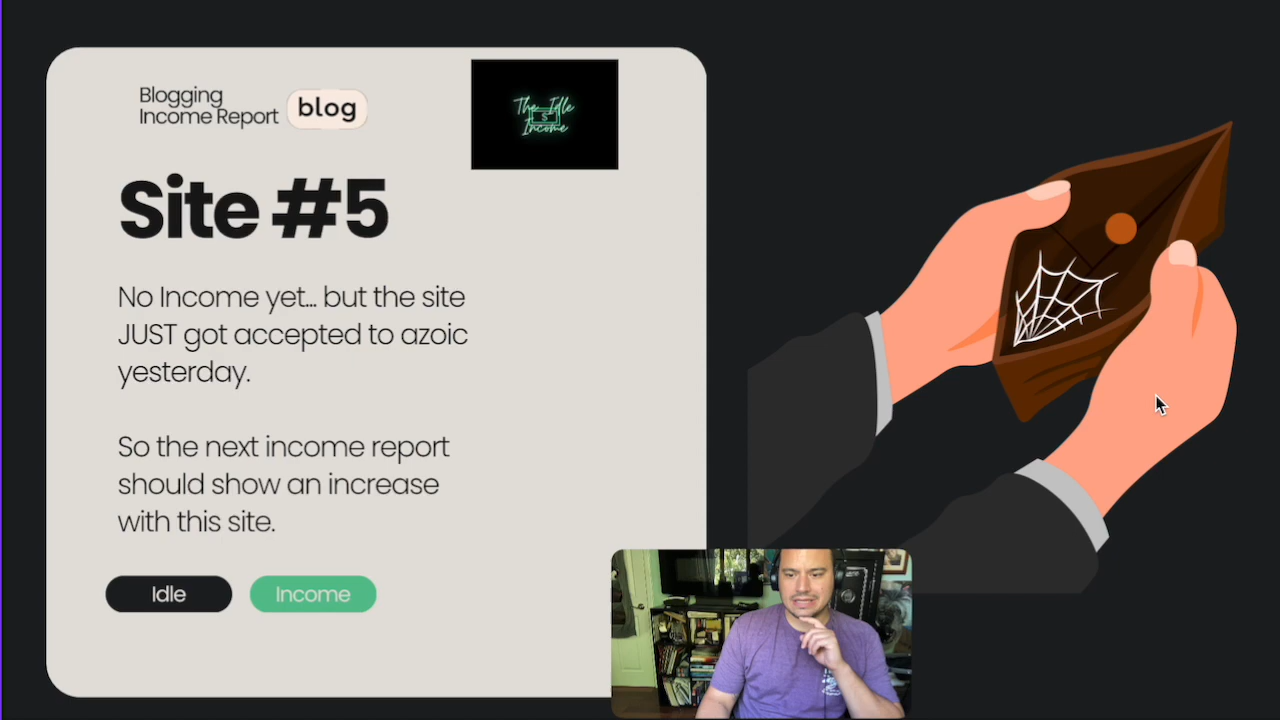 Blogging
Income Report
blog
The Idle
$
Income
Site #5
No Income yet... but the site
JUST got accepted to azoic
yesterday.
So the next income report
should show an increase
with this site.
Idle
Income